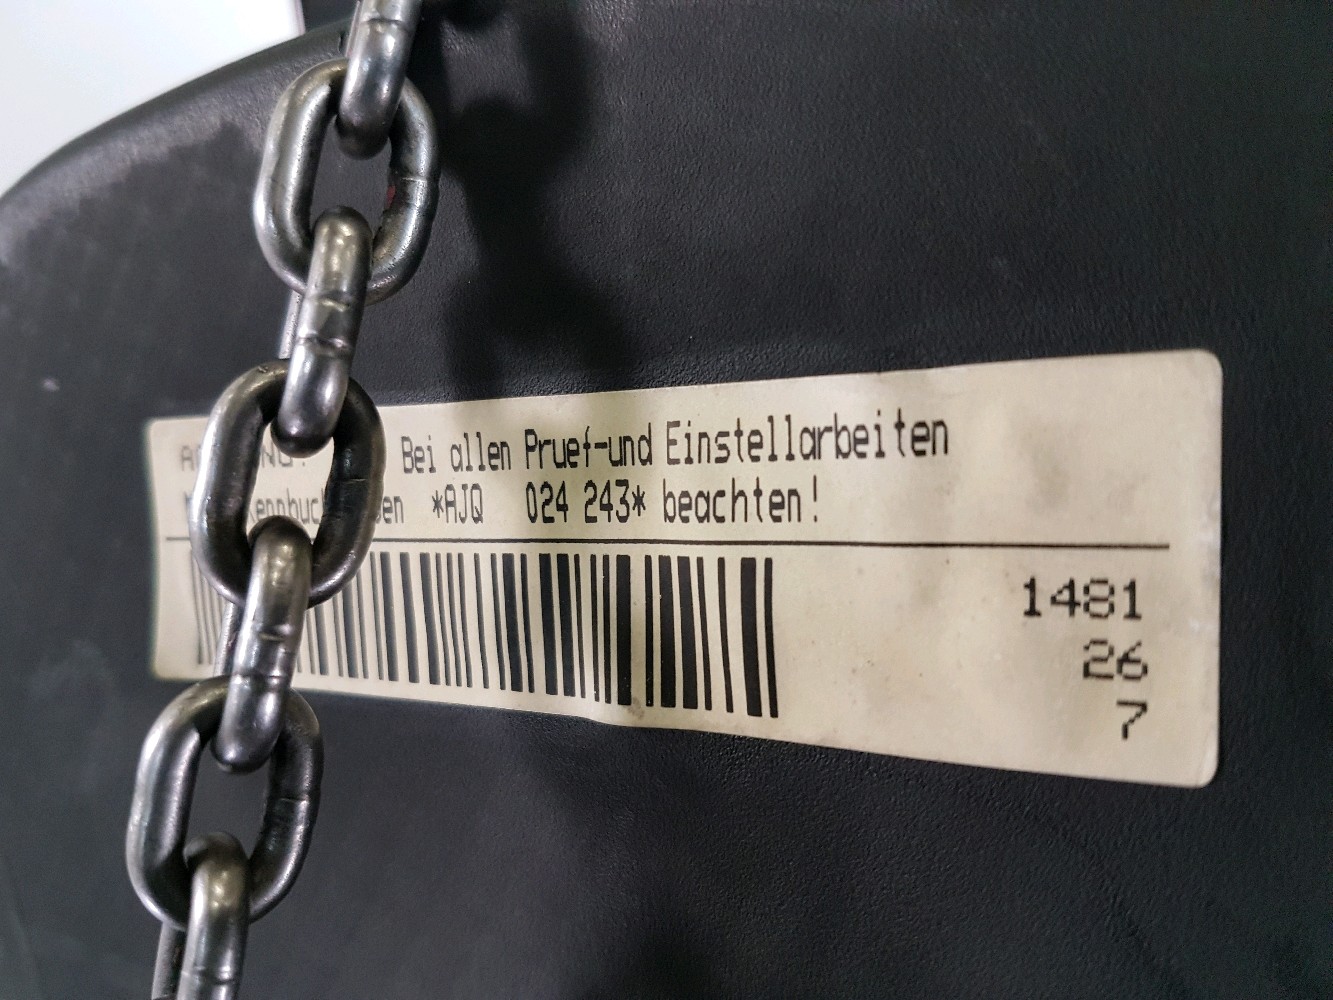 Bei allen Pruef-und Einstellarbeiten
*AJQ 024 243* beachten!
1481
26
7